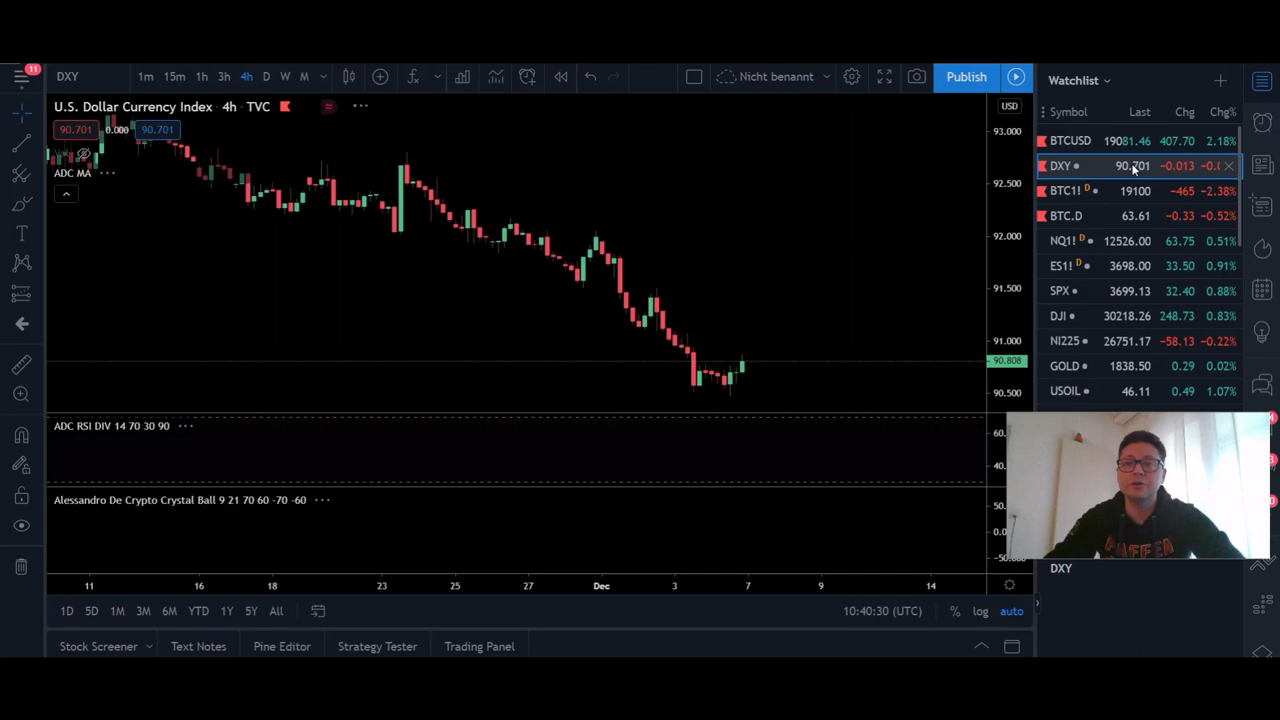 11
DXY 1m 15m 1h 3h 4h D W M Nicht benannt Publish
U.S. Dollar Currency Index · 4h · TVC
90.701 0.000 90.701
ADC MA
USD
93.000
92.500
92.000
91.500
91.000
90.808
90.500
ADC RSI DIV 14 70 30 90
60.
40.
Alessandro De Crypto Crystal Ball 9 21 70 60 -70 -60
50.
0.0
-50.
11 16 18 23 25 27 Dec 3 7 9 14
1D 5D 1M 3M 6M YTD 1Y 5Y All 10:40:30 (UTC) % log auto
Stock Screener Text Notes Pine Editor Strategy Tester Trading Panel
Watchlist
Symbol Last Chg Chg%
BTCUSD 19081.46 407.70 2.18%
DXY 90.701 −0.013 −0.(
BTC1! D 19100 −465 −2.38%
BTC.D 63.61 −0.33 −0.52%
NQ1! D 12526.00 63.75 0.51%
ES1! D 3698.00 33.50 0.91%
SPX 3699.13 32.40 0.88%
DJI 30218.26 248.73 0.83%
NI225 26751.17 −58.13 −0.22%
GOLD 1838.50 0.29 0.02%
USOIL 46.11 0.49 1.07%
DXY